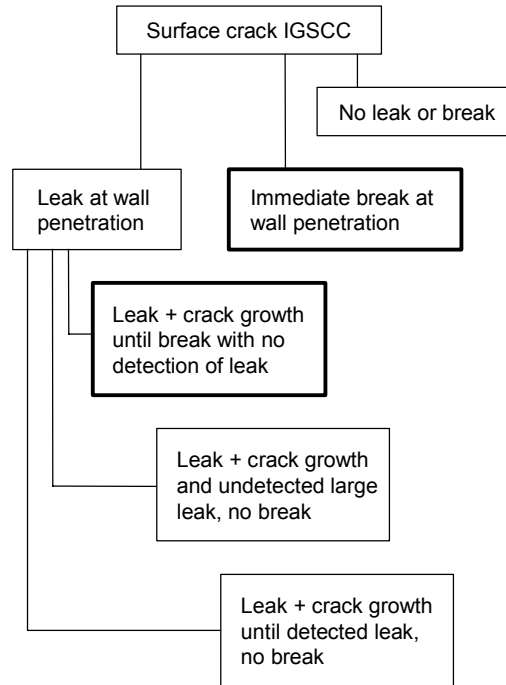 Surface crack IGSCC
No leak or break
Leak at wall
penetration
Immediate break at
wall penetration
Leak + crack growth
until break with no
detection of leak
Leak + crack growth
and undetected large
leak, no break
Leak + crack growth
until detected leak,
no break